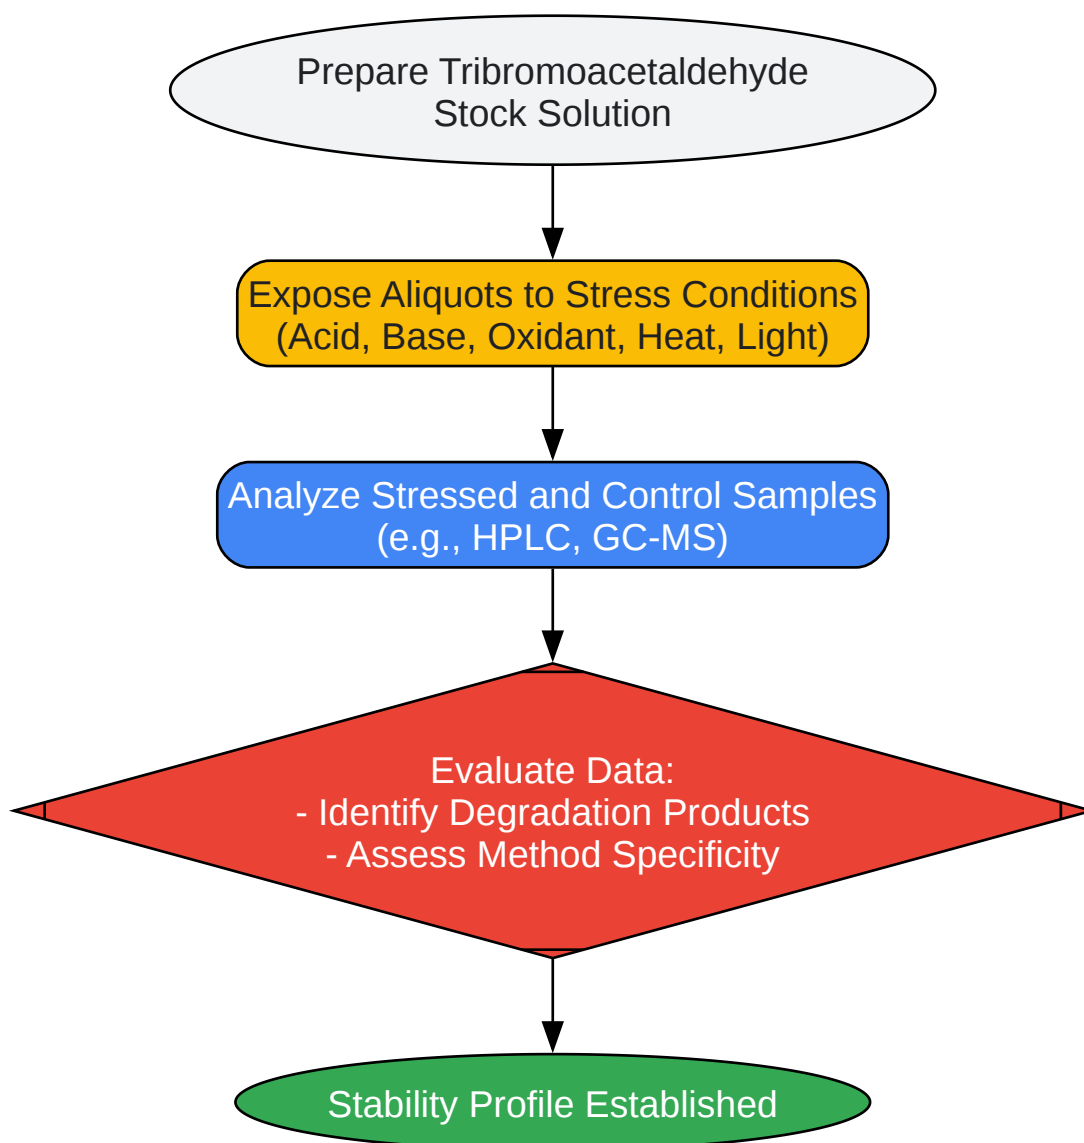 Prepare Tribromoacetaldehyde
Stock Solution
Expose Aliquots to Stress Conditions
(Acid, Base, Oxidant, Heat, Light)
Analyze Stressed and Control Samples
(e.g., HPLC, GC-MS)
Evaluate Data:
- Identify Degradation Products
- Assess Method Specificity
Stability Profile Established